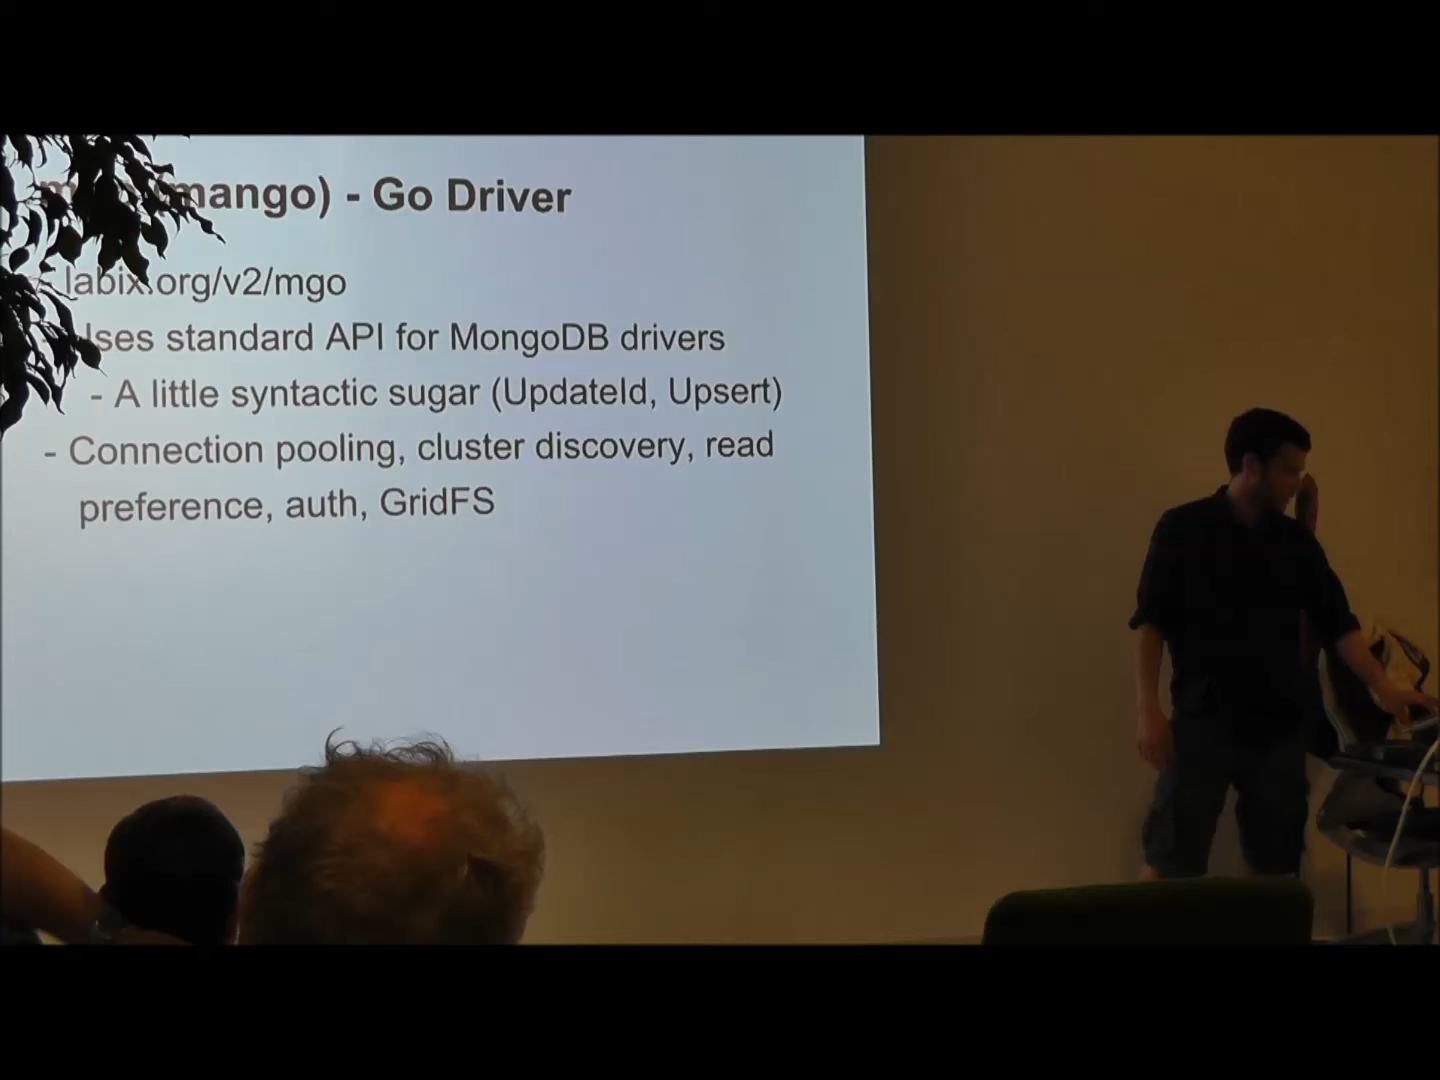 (mango) - Go Driver
- labix.org/v2/mgo
Uses standard API for MongoDB drivers
- A little syntactic sugar (UpdateId, Upsert)
- Connection pooling, cluster discovery, read
preference, auth, GridFS